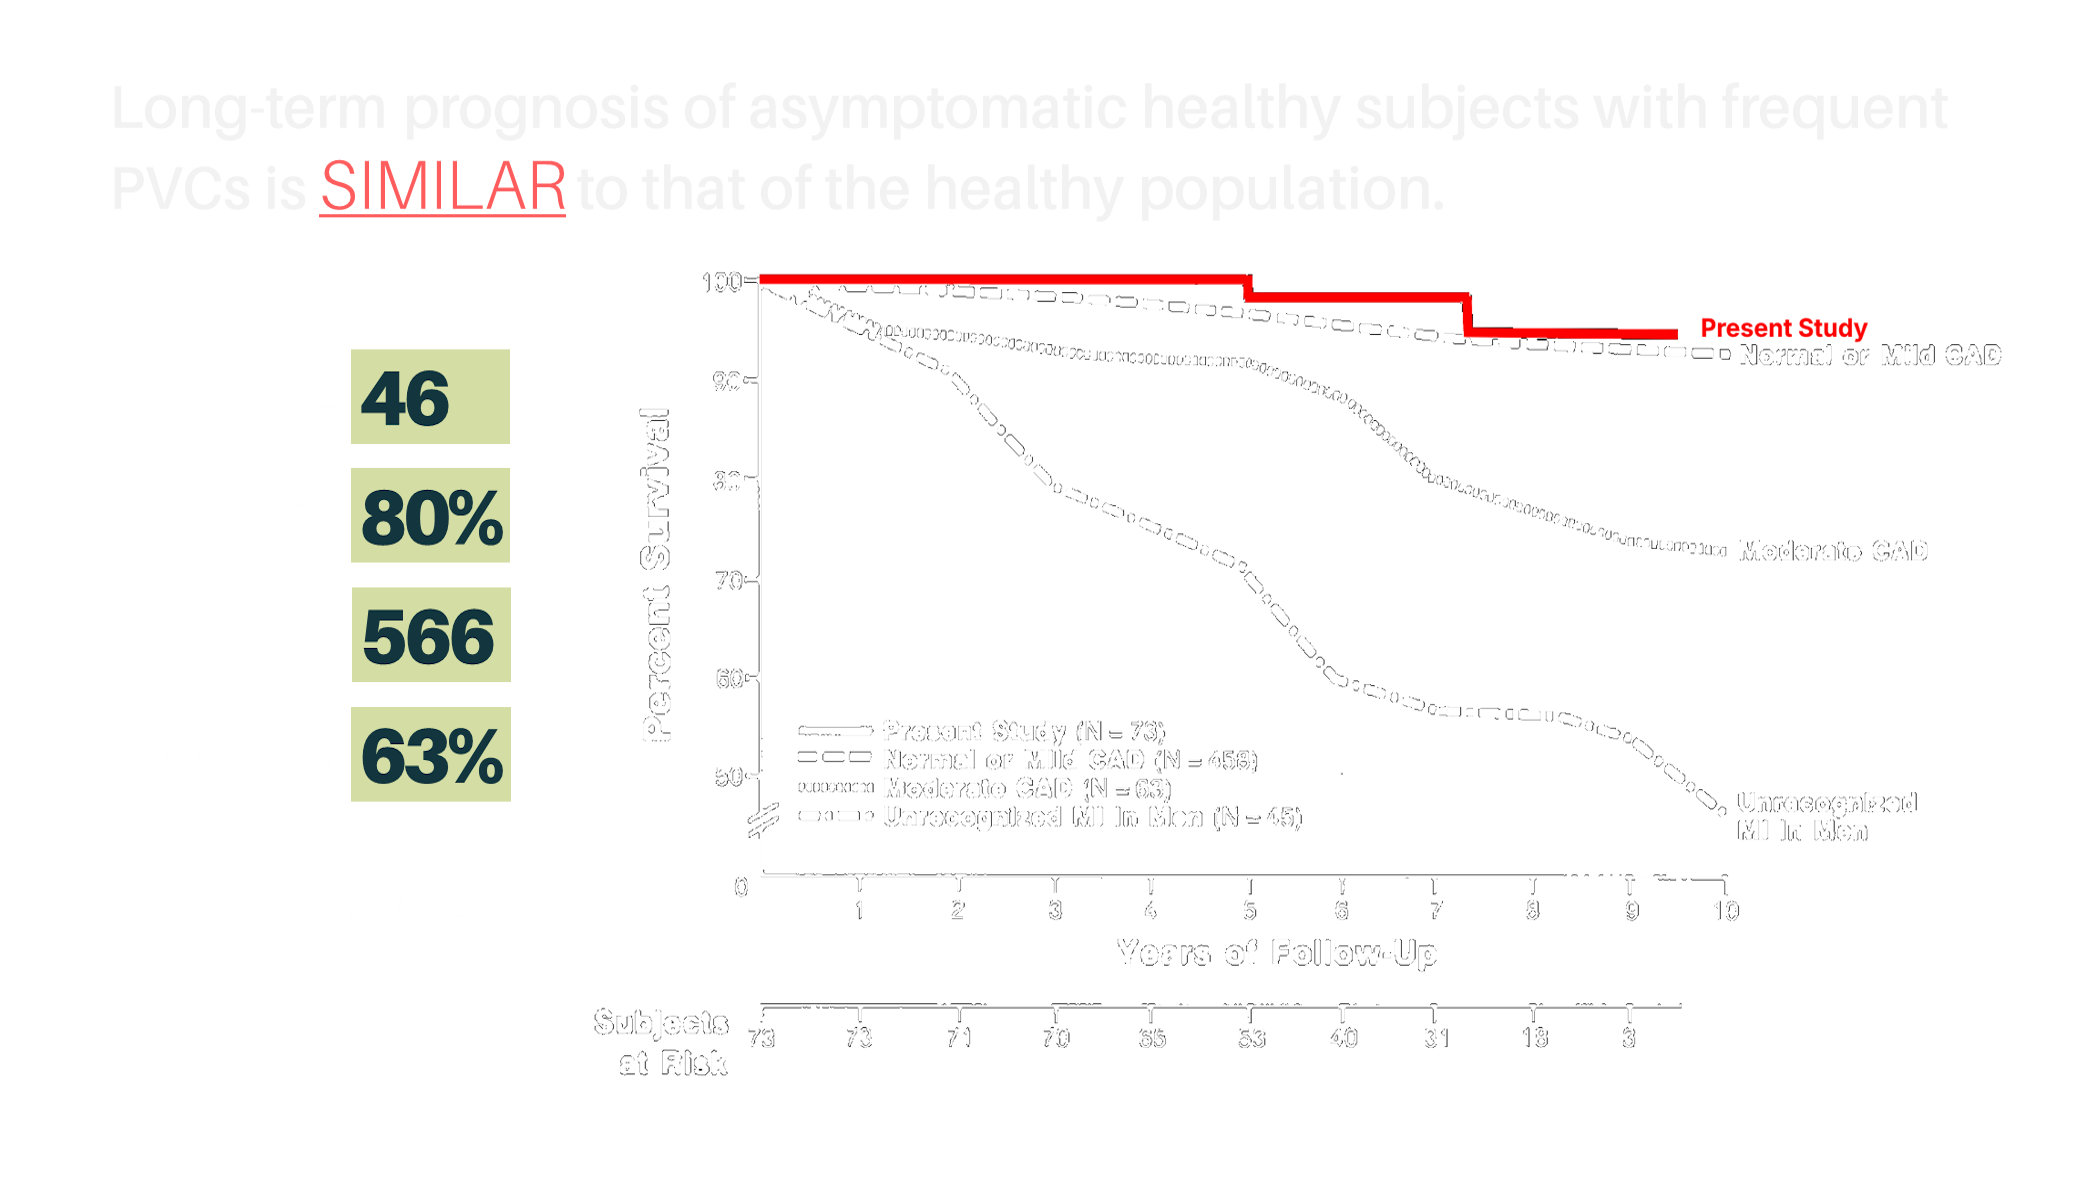 Long-term prognosis of asymptomatic healthy subjects with frequent
PVCs is SIMILAR to that of the healthy population.
46
80%
566
63%
Percent Survival
100
90
80
70
60
50
0
Present Study
Normal or Mild CAD
Moderate CAD
Unrecognized
MI in Men
Present Study (N = 73)
Normal or Mild CAD (N = 456)
Moderate CAD (N = 63)
Unrecognized MI in Men (N = 45)
1 2 3 4 5 6 7 8 9 10
Years of Follow-Up
Subjects
at Risk
73 73 71 70 53 40 31 18 3